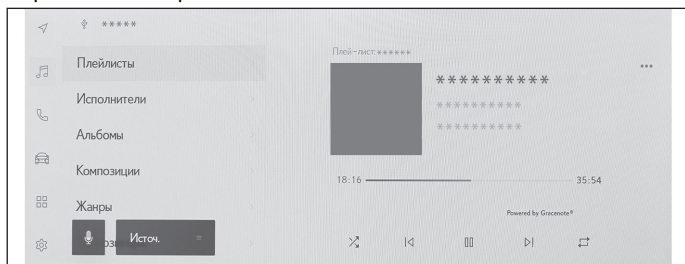 *****
Плейлисты
Исполнители
Альбомы
Композиции
Жанры
Источ.
Плей-лист:******
**********
**********
**********
18:16
35:54
Powered by Gracenote®